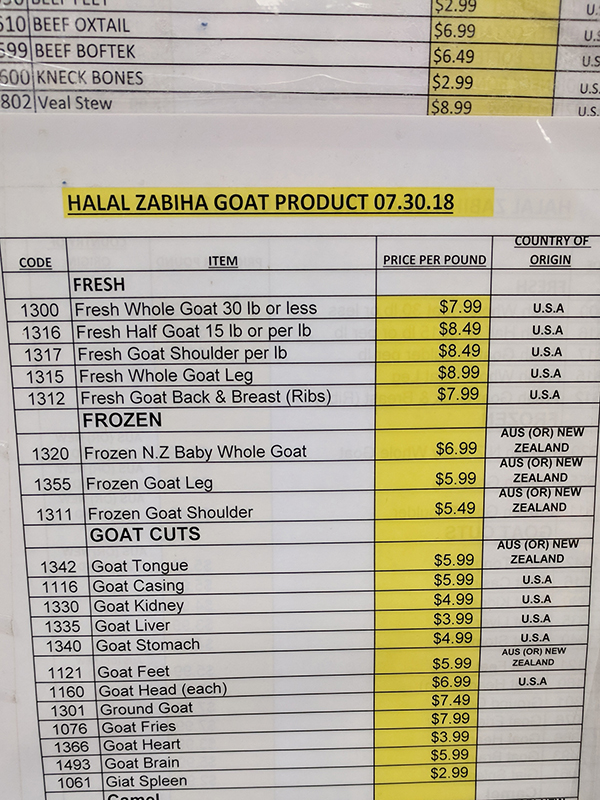 $2.99 U.
510 BEEF OXTAIL $6.99 U.S
599 BEEF BOFTEK $6.49 U.S
600 KNECK BONES $2.99 U.S.
802 Veal Stew $8.99 U.S.
HALAL ZABIHA GOAT PRODUCT 07.30.18
CODE ITEM PRICE PER POUND COUNTRY OF ORIGIN
FRESH
1300 Fresh Whole Goat 30 lb or less $7.99 U.S.A
1316 Fresh Half Goat 15 lb or per lb $8.49 U.S.A
1317 Fresh Goat Shoulder per lb $8.49 U.S.A
1315 Fresh Whole Goat Leg $8.99 U.S.A
1312 Fresh Goat Back & Breast (Ribs) $7.99 U.S.A
FROZEN
1320 Frozen N.Z Baby Whole Goat $6.99 AUS (OR) NEW ZEALAND
1355 Frozen Goat Leg $5.99 AUS (OR) NEW ZEALAND
1311 Frozen Goat Shoulder $5.49 AUS (OR) NEW ZEALAND
GOAT CUTS
1342 Goat Tongue $5.99 AUS (OR) NEW ZEALAND
1116 Goat Casing $5.99 U.S.A
1330 Goat Kidney $4.99 U.S.A
1335 Goat Liver $3.99 U.S.A
1340 Goat Stomach $4.99 U.S.A
1121 Goat Feet $5.99 AUS (OR) NEW ZEALAND
1160 Goat Head (each) $6.99 U.S.A
1301 Ground Goat $7.49
1076 Goat Fries $7.99
1366 Goat Heart $3.99
1493 Goat Brain $5.99
1061 Giat Spleen $2.99
Camel